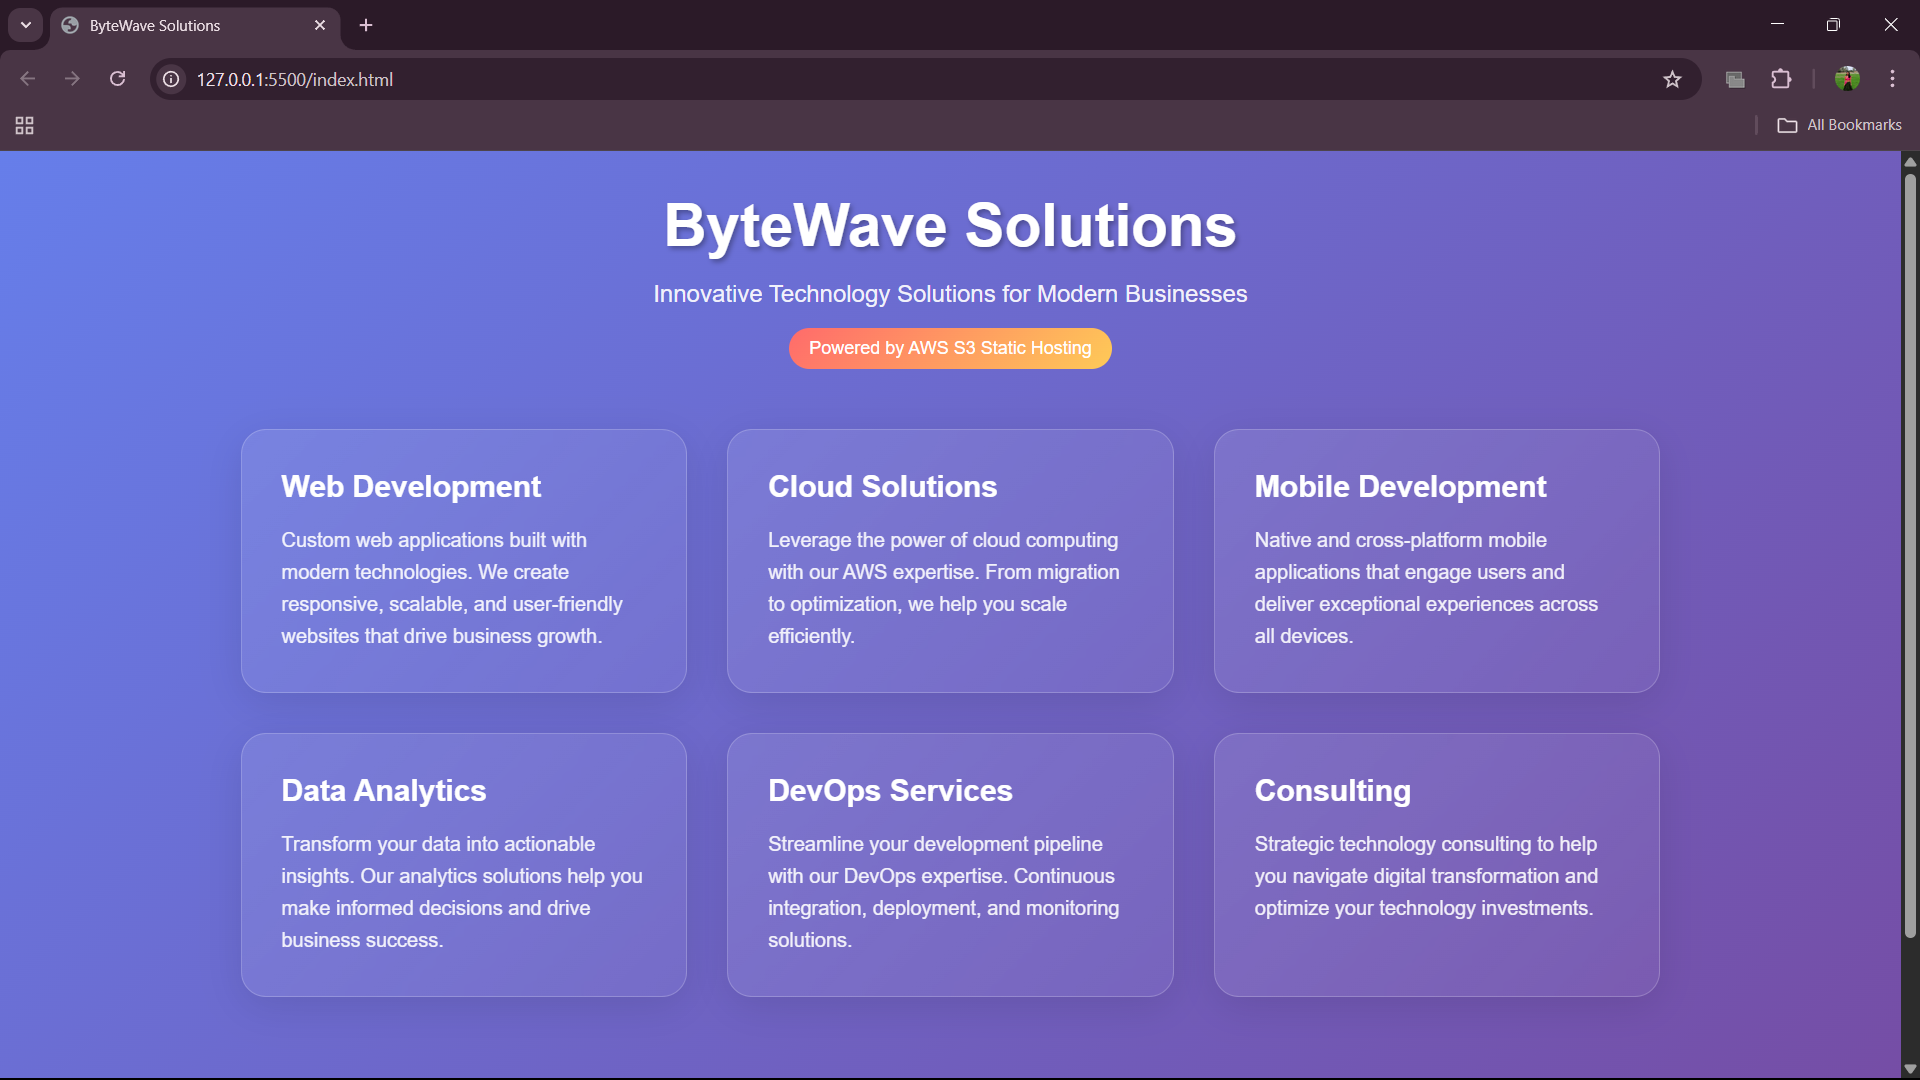 ByteWave Solutions
127.0.0.1:5500/index.html
All Bookmarks
ByteWave Solutions
Innovative Technology Solutions for Modern Businesses
Powered by AWS S3 Static Hosting
Web Development
Custom web applications built with
modern technologies. We create
responsive, scalable, and user-friendly
websites that drive business growth.
Cloud Solutions
Leverage the power of cloud computing
with our AWS expertise. From migration
to optimization, we help you scale
efficiently.
Mobile Development
Native and cross-platform mobile
applications that engage users and
deliver exceptional experiences across
all devices.
Data Analytics
Transform your data into actionable
insights. Our analytics solutions help you
make informed decisions and drive
business success.
DevOps Services
Streamline your development pipeline
with our DevOps expertise. Continuous
integration, deployment, and monitoring
solutions.
Consulting
Strategic technology consulting to help
you navigate digital transformation and
optimize your technology investments.